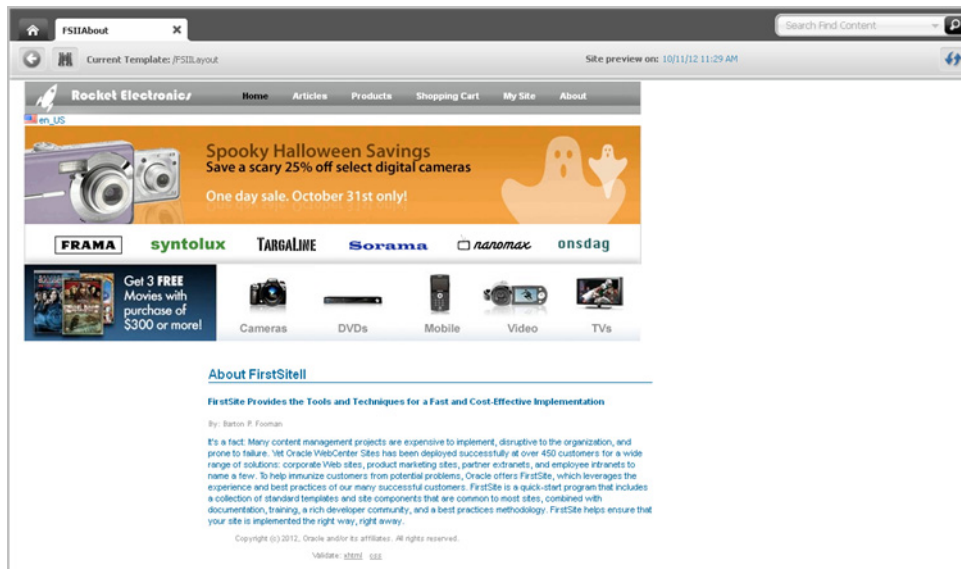 FSIIAbout
Search Find Content
Current Template: /FSIILayout
Site preview on: 10/11/12 11:29 AM
Rocket Electronics Home Articles Products Shopping Cart My Site About
en_US
Spooky Halloween Savings
Save a scary 25% off select digital cameras
One day sale. October 31st only!
FRAMA syntolux TARGALINE Sorama nanomax onsdag
Get 3 FREE
Movies with
purchase of
$300 or more!
Cameras DVDs Mobile Video TVs
About FirstSiteII
FirstSite Provides the Tools and Techniques for a Fast and Cost-Effective Implementation
By: Barton P. Fooman
It's a fact: Many content management projects are expensive to implement, disruptive to the organization, and
prone to failure. Yet Oracle WebCenter Sites has been deployed successfully at over 450 customers for a wide
range of solutions: corporate Web sites, product marketing sites, partner extranets, and employee intranets to
name a few. To help immunize customers from potential problems, Oracle offers FirstSite, which leverages the
experience and best practices of our many successful customers. FirstSite is a quick-start program that includes
a collection of standard templates and site components that are common to most sites, combined with
documentation, training, a rich developer community, and a best practices methodology. FirstSite helps ensure that
your site is implemented the right way, right away.
Copyright (c) 2012, Oracle and/or its affiliates. All rights reserved.
Validate: xhtml css